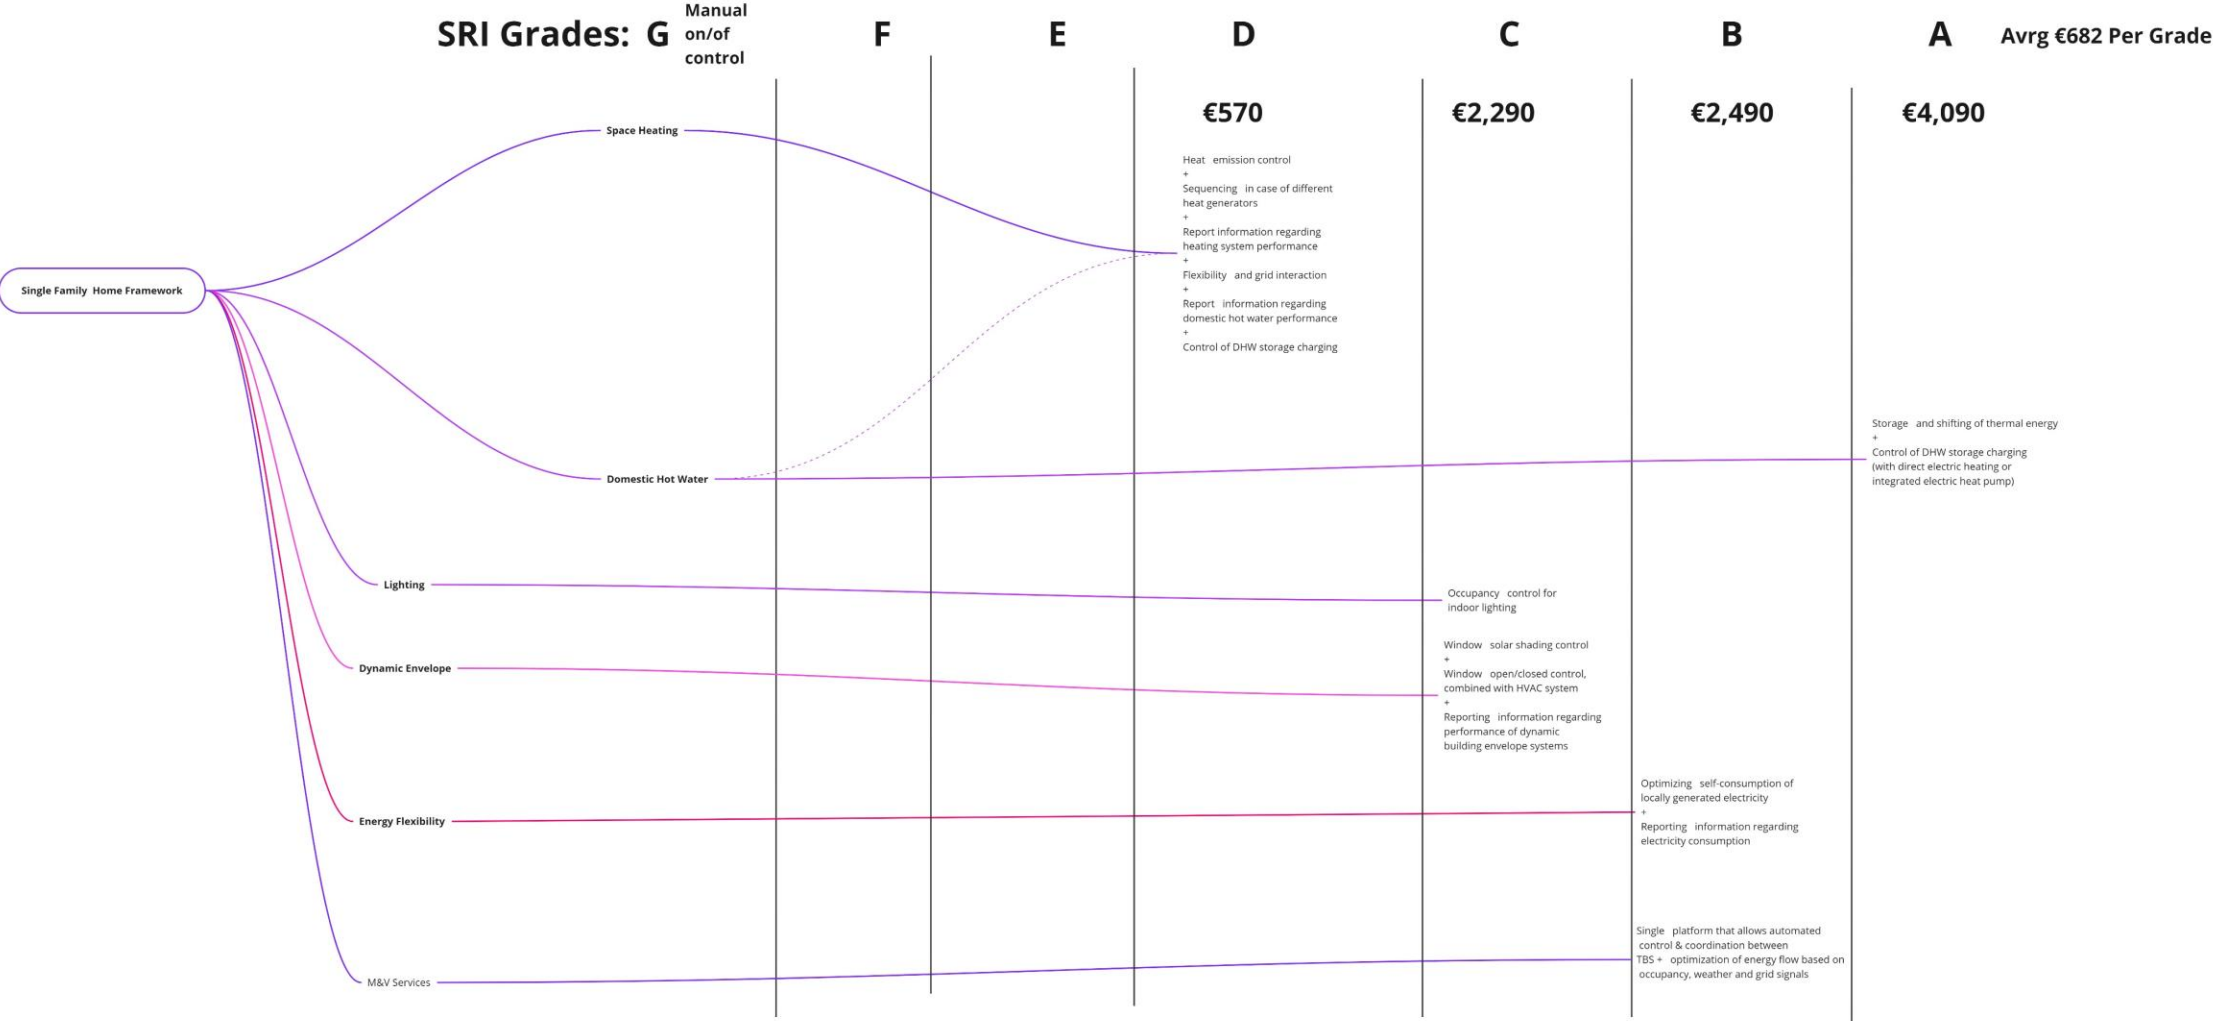 SRI Grades: G
Manual
on/of
control
F
E
D
C
B
A
Avrg €682 Per Grade
€570
€2,290
€2,490
€4,090
Space Heating
Heat emission control
+
Sequencing in case of different
heat generators
+
Report information regarding
heating system performance
+
Flexibility and grid interaction
+
Report information regarding
domestic hot water performance
+
Control of DHW storage charging
Single Family Home Framework
Storage and shifting of thermal energy
+
Control of DHW storage charging
(with direct electric heating or
integrated electric heat pump)
Domestic Hot Water
Lighting
Occupancy control for
indoor lighting
Dynamic Envelope
Window solar shading control
+
Window open/closed control,
combined with HVAC system
+
Reporting information regarding
performance of dynamic
building envelope systems
Energy Flexibility
Optimizing self-consumption of
locally generated electricity
+
Reporting information regarding
electricity consumption
M&V Services
Single platform that allows automated
control & coordination between
TBS + optimization of energy flow based on
occupancy, weather and grid signals